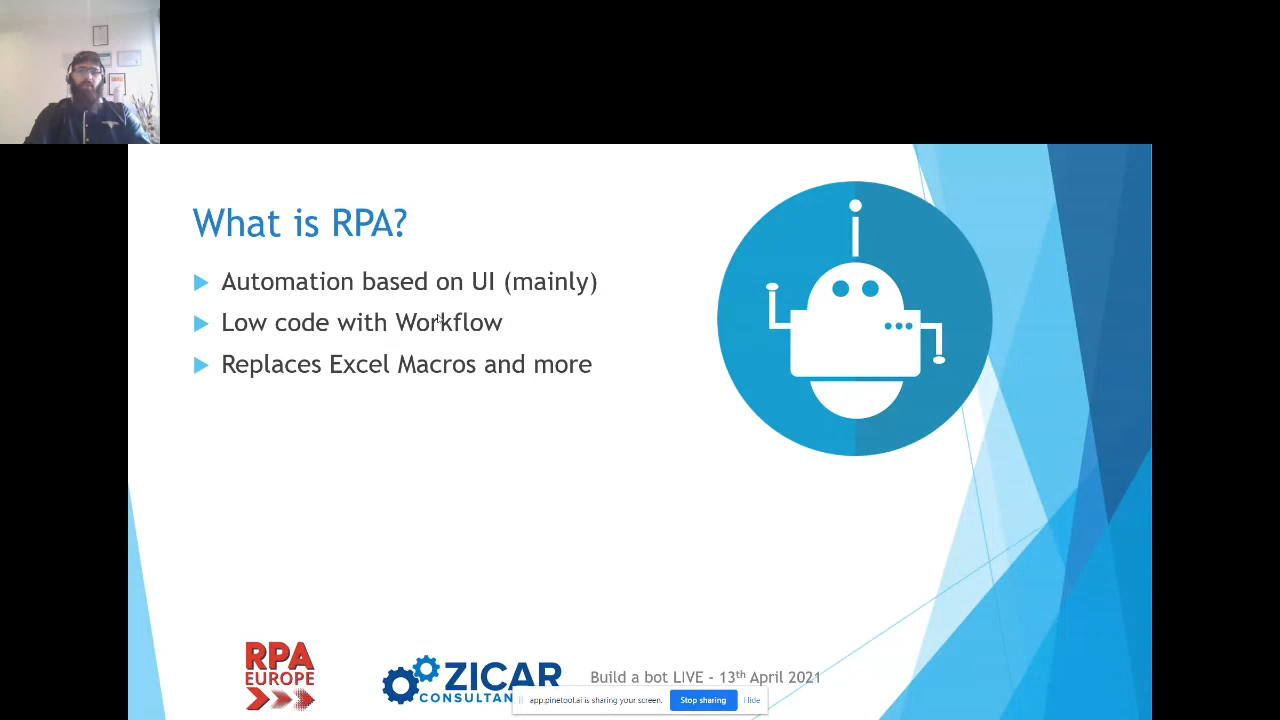 What is RPA?
Automation based on UI (mainly)
Low code with Workflow
Replaces Excel Macros and more
RPA
EUROPE
ZICAR
Build a bot LIVE - 13th April 2021
app.pinetool.ai is sharing your screen.
Stop sharing
Hide